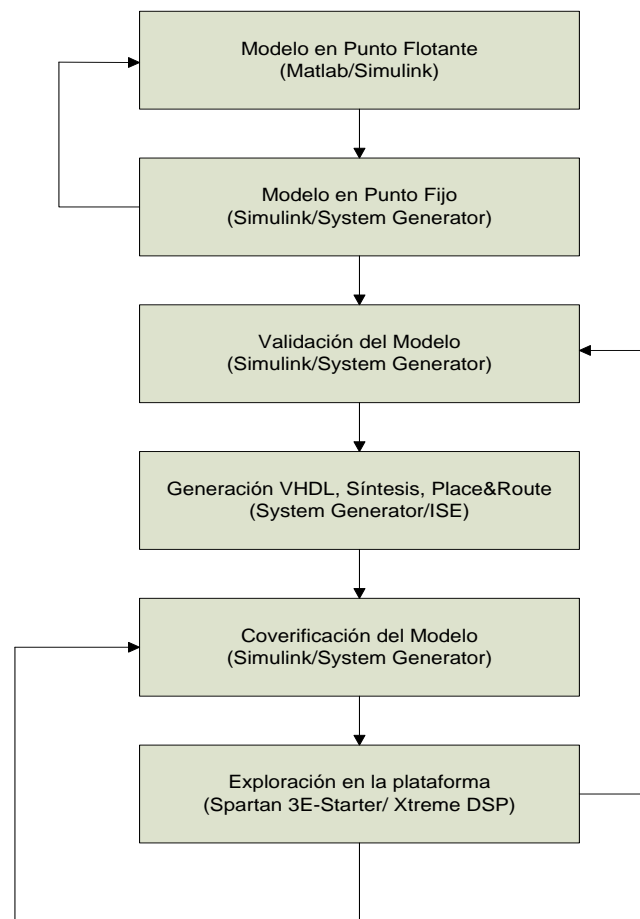 Modelo en Punto Flotante
(Matlab/Simulink)
Modelo en Punto Fijo
(Simulink/System Generator)
Validación del Modelo
(Simulink/System Generator)
Generación VHDL, Síntesis, Place&Route
(System Generator/ISE)
Coverificación del Modelo
(Simulink/System Generator)
Exploración en la plataforma
(Spartan 3E-Starter/ Xtreme DSP)